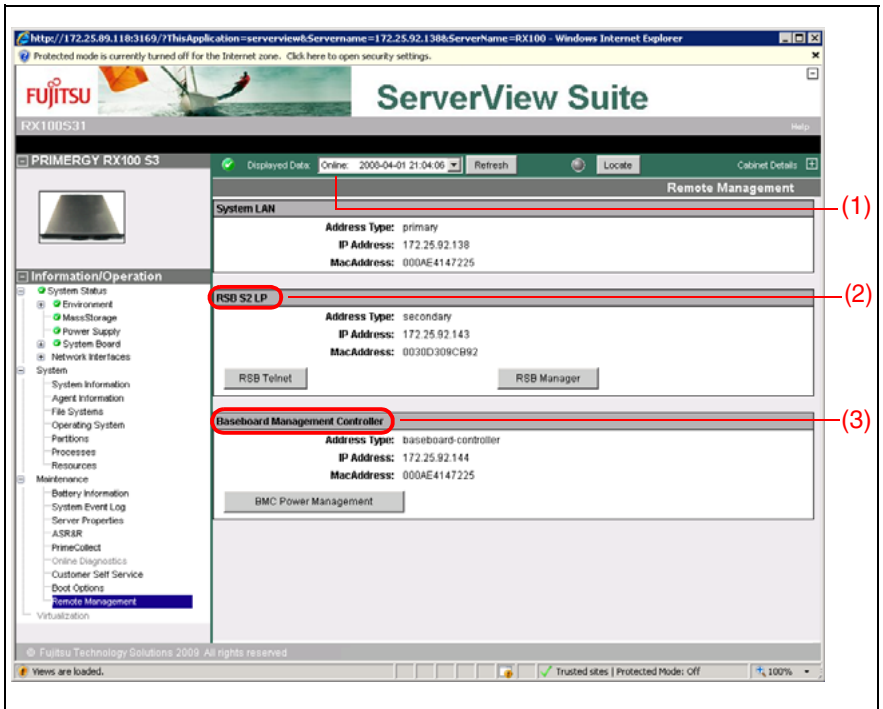 http://172.25.89.118:3169/?ThisApplication=serverview&Servername=172.25.92.138&ServerName=RX100 - Windows Internet Explorer
Protected mode is currently turned off for the Internet zone. Click here to open security settings.
FUJITSU
ServerView Suite
RX100S31
Help
PRIMERGY RX100 S3
Displayed Data: Online: 2008-04-01 21:04:06 Refresh Locate Cabinet Details
Remote Management
(1)
System LAN
Address Type: primary
IP Address: 172.25.92.138
MacAddress: 000AE4147225
Information/Operation
System Status
Environment
MassStorage
Power Supply
System Board
Network Interfaces
System
System Information
Agent Information
File Systems
Operating System
Partitions
Processes
Resources
Maintenance
Battery Information
System Event Log
Server Properties
ASR&R
PrimeCollect
Online Diagnostics
Customer Self Service
Boot Options
Remote Management
Virtualization
RSB S2 LP
(2)
Address Type: secondary
IP Address: 172.25.92.143
MacAddress: 0030D309CB92
RSB Telnet RSB Manager
Baseboard Management Controller
(3)
Address Type: baseboard-controller
IP Address: 172.25.92.144
MacAddress: 000AE4147225
BMC Power Management
© Fujitsu Technology Solutions 2009 All rights reserved
Views are loaded.
Trusted sites | Protected Mode: Off
100%